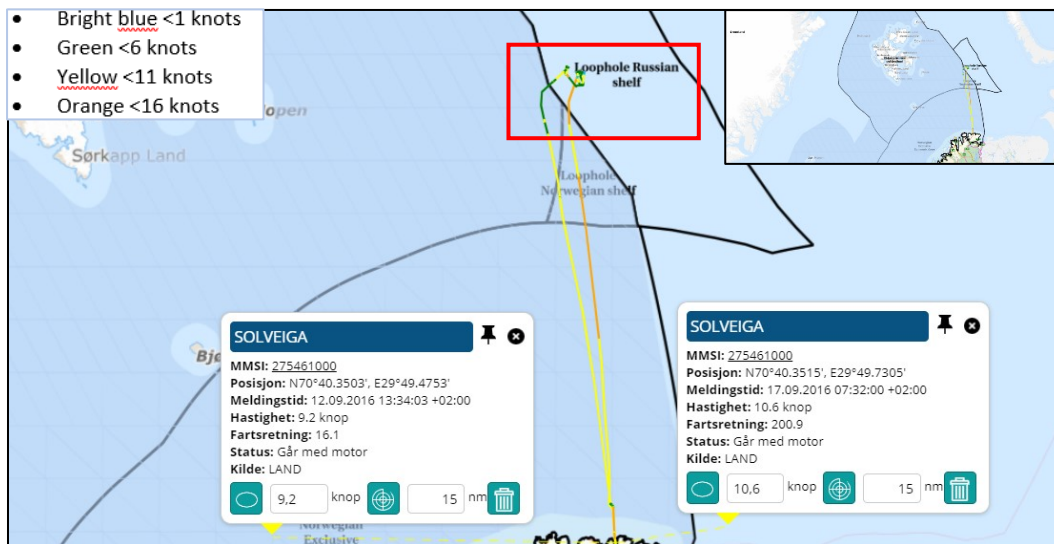 • Bright blue <1 knots
• Green <6 knots
• Yellow <11 knots
• Orange <16 knots
Loophole Russian
shelf
Sørkapp Land
Loophole
Norwegian shelf
SOLVEIGA
MMSI: 275461000
Posisjon: N70°40.3503', E29°49.4753'
Meldingstid: 12.09.2016 13:34:03 +02:00
Hastighet: 9.2 knop
Fartsretning: 16.1
Status: Går med motor
Kilde: LAND
9,2 knop 15 nm
SOLVEIGA
MMSI: 275461000
Posisjon: N70°40.3515', E29°49.7305'
Meldingstid: 17.09.2016 07:32:00 +02:00
Hastighet: 10.6 knop
Fartsretning: 200.9
Status: Går med motor
Kilde: LAND
10,6 knop 15 nm
Norwegian
Exclusive